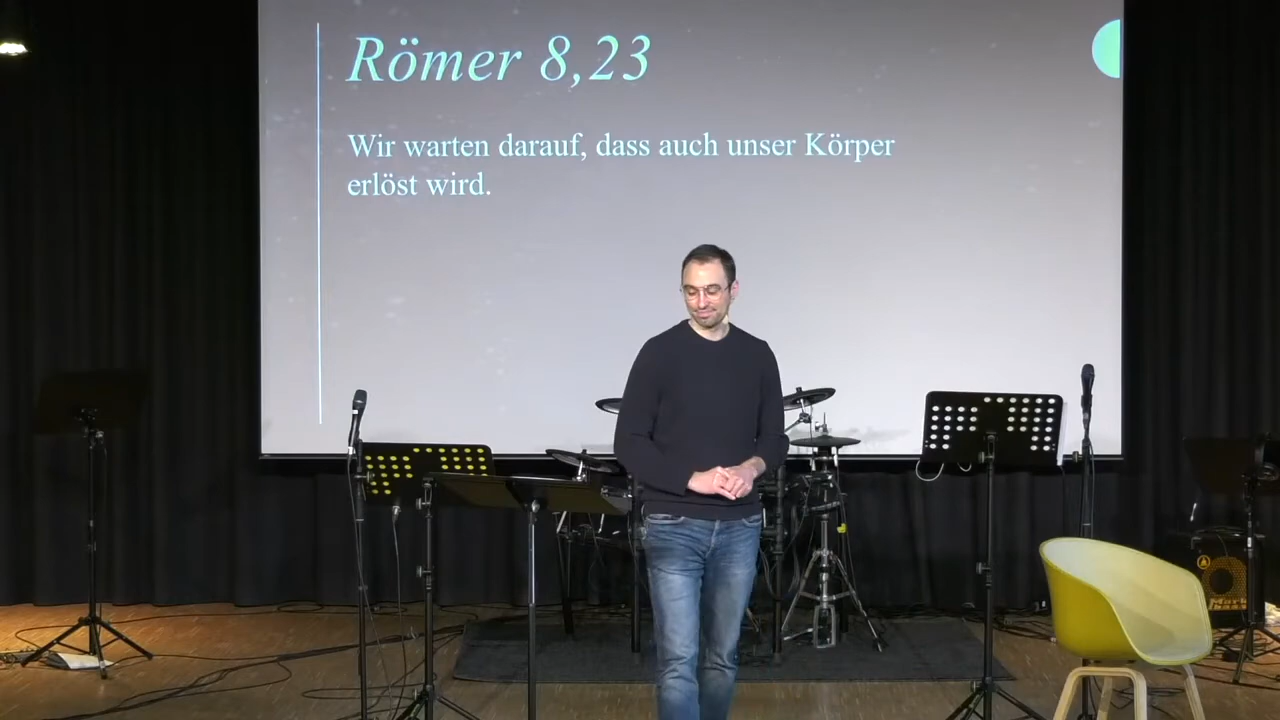 Römer 8,23
Wir warten darauf, dass auch unser Körper
erlöst wird.